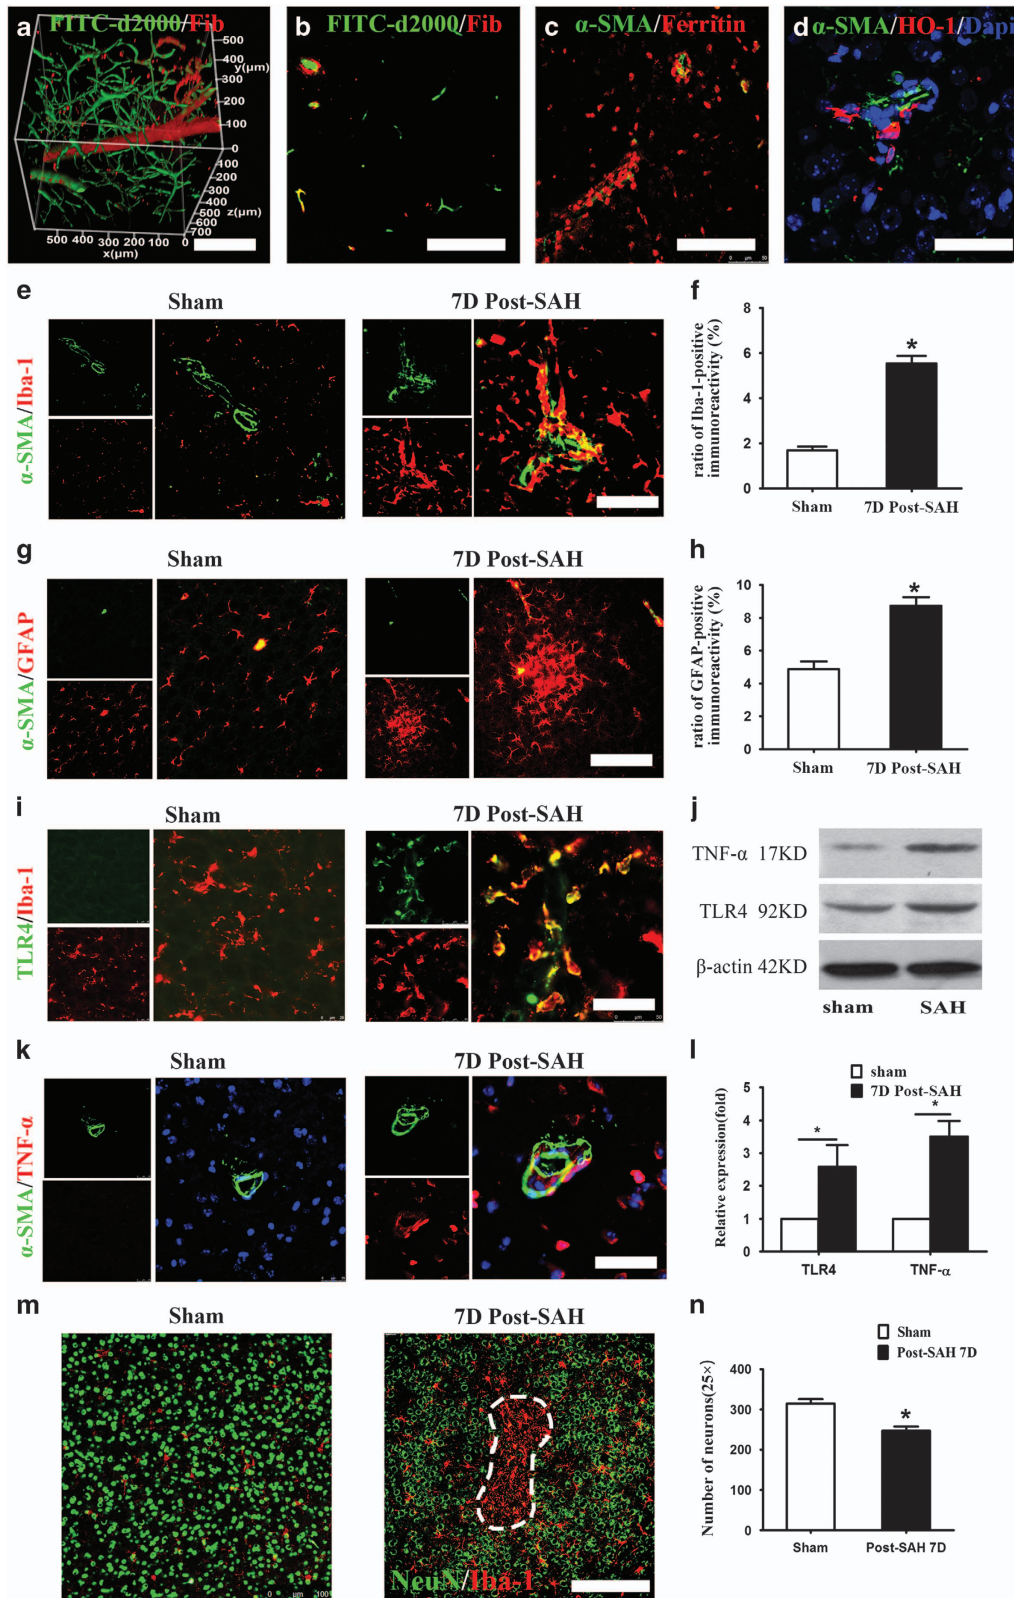 a FITC-d2000/Fib
500
y(μm)
400
300
200
100
0
100
200
300
400
500
z(μm)
600
700
500 400 300 200 100 0
x(μm)
b FITC-d2000/Fib
c α-SMA/Ferritin
d α-SMA/HO-1/Dapi
e
Sham
7D Post-SAH
α-SMA/Iba-1
f
ratio of Iba-1-positive
immunoreactivity (%)
8
6
4
2
0
*
Sham
7D Post-SAH
g
Sham
7D Post-SAH
α-SMA/GFAP
h
ratio of GFAP-positive
immunoreactivity (%)
10
8
6
4
2
0
*
Sham
7D Post-SAH
i
Sham
7D Post-SAH
TLR4/Iba-1
j
TNF-α 17KD
TLR4 92KD
β-actin 42KD
sham SAH
k
Sham
7D Post-SAH
α-SMA/TNF-α
l
sham
7D Post-SAH
Relative expression(fold)
5
4
3
2
1
0
*
*
TLR4
TNF-α
m
Sham
7D Post-SAH
0 μm 100
NeuN/Iba-1
n
Sham
Post-SAH 7D
Number of neurons(25×)
400
300
200
100
0
*
Sham
Post-SAH 7D